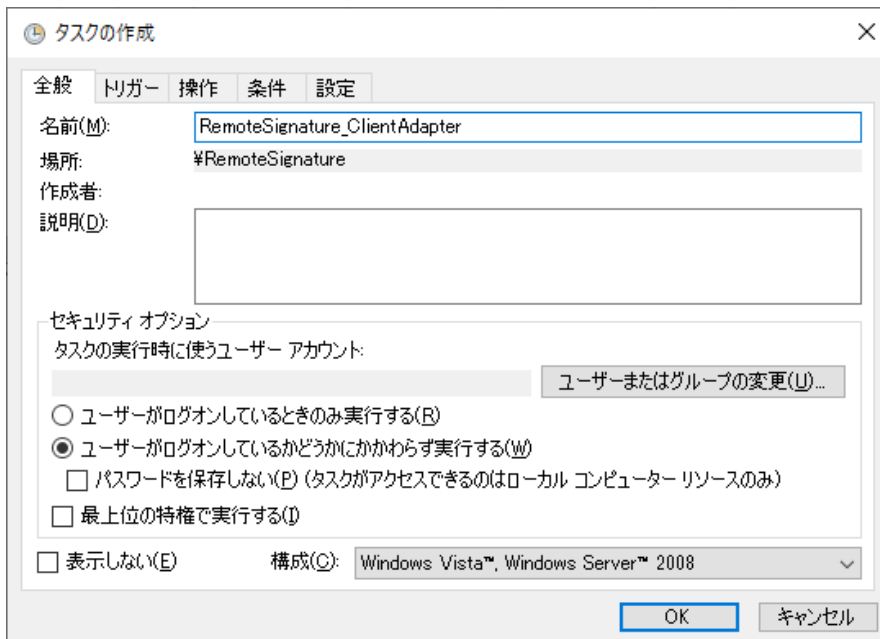 タスクの作成
全般 トリガー 操作 条件 設定
名前(M): RemoteSignature_ClientAdapter
場所: ¥RemoteSignature
作成者:
説明(D):
セキュリティ オプション
タスクの実行時に使うユーザー アカウント:
ユーザーまたはグループの変更(U)...
ユーザーがログオンしているときのみ実行する(R)
ユーザーがログオンしているかどうかにかかわらず実行する(W)
パスワードを保存しない(P) (タスクがアクセスできるのはローカル コンピューター リソースのみ)
最上位の特権で実行する(I)
表示しない(E) 構成(C): Windows Vista™, Windows Server™ 2008
OK キャンセル